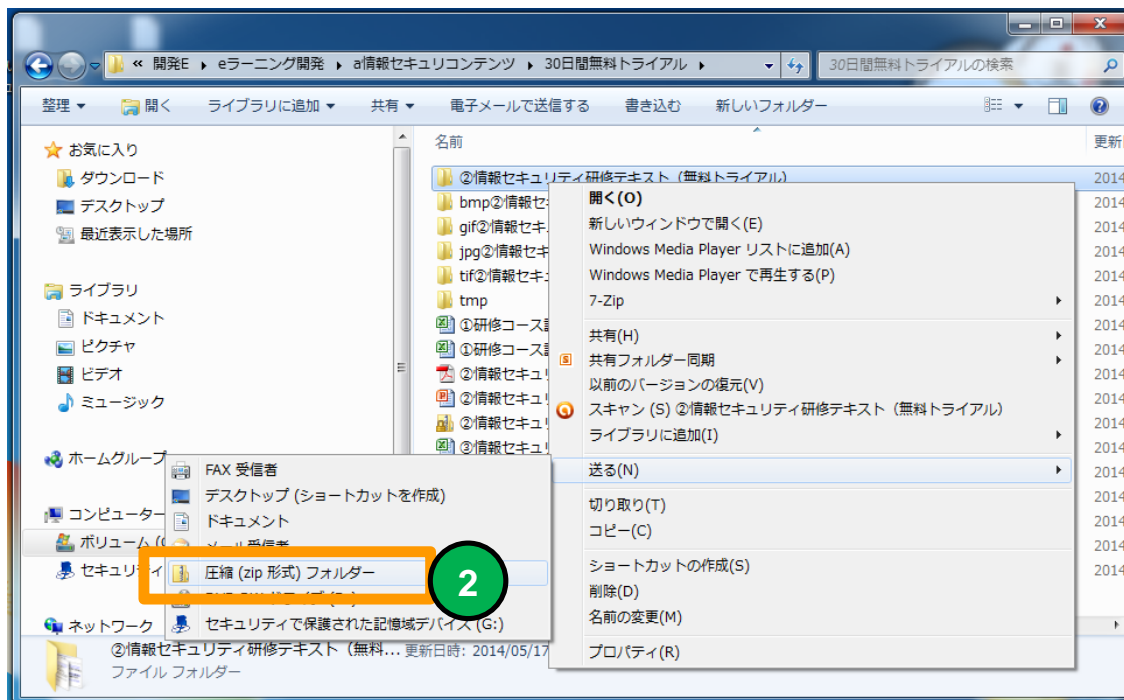 « 開発E ▸ eラーニング開発 ▸ a情報セキュリコンテンツ ▸ 30日間無料トライアル ▸
30日間無料トライアルの検索
整理 ▼ 開く ライブラリに追加 ▼ 共有 ▼ 電子メールで送信する 書き込む 新しいフォルダー
お気に入り
ダウンロード
デスクトップ
最近表示した場所
ライブラリ
ドキュメント
ピクチャ
ビデオ
ミュージック
ホームグループ
コンピューター
ボリューム (
セキュリティ
ネットワーク
名前
更新
②情報セキュリティ研修テキスト（無料トライアル）
2014
bmp②情報セ
2014
gif②情報セキ
2014
jpg②情報セキ
2014
tif②情報セキュ
2014
tmp
2014
①研修コース
2014
①研修コース
2014
②情報セキュ
2014
②情報セキュ
2014
②情報セキュ
2014
③情報セキュ
2014
2014
2014
2014
2014
2014
開く(O)
新しいウィンドウで開く(E)
Windows Media Player リストに追加(A)
Windows Media Player で再生する(P)
7-Zip
共有(H)
共有フォルダー同期
以前のバージョンの復元(V)
スキャン (S) ②情報セキュリティ研修テキスト（無料トライアル）
ライブラリに追加(I)
送る(N)
切り取り(T)
コピー(C)
ショートカットの作成(S)
削除(D)
名前の変更(M)
プロパティ(R)
FAX 受信者
デスクトップ (ショートカットを作成)
ドキュメント
メール受信者
圧縮 (zip 形式) フォルダー
2
セキュリティで保護された記憶域デバイス (G:)
②情報セキュリティ研修テキスト（無料... 更新日時: 2014/05/17
ファイル フォルダー